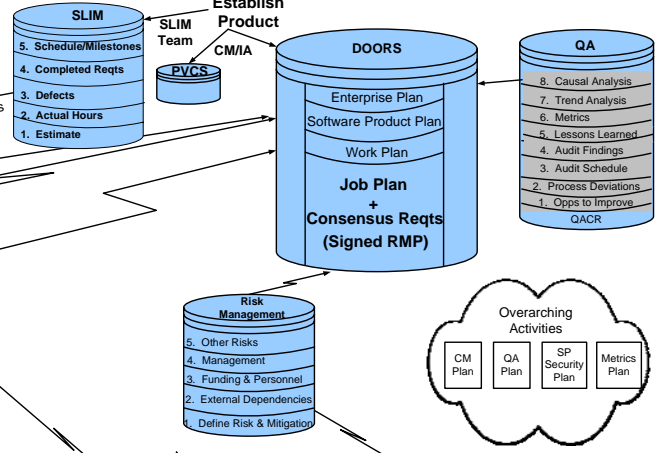 Establish
Product
SLIM
Team
CM/IA
SLIM
5. Schedule/Milestones
4. Completed Reqts
3. Defects
2. Actual Hours
1. Estimate
PVCS
DOORS
Enterprise Plan
Software Product Plan
Work Plan
Job Plan
+
Consensus Reqts
(Signed RMP)
QA
8. Causal Analysis
7. Trend Analysis
6. Metrics
5. Lessons Learned
4. Audit Findings
3. Audit Schedule
2. Process Deviations
1. Opps to Improve
QACR
Risk
Management
5. Other Risks
4. Management
3. Funding & Personnel
2. External Dependencies
1. Define Risk & Mitigation
Overarching
Activities
CM
Plan
QA
Plan
SP
Security
Plan
Metrics
Plan